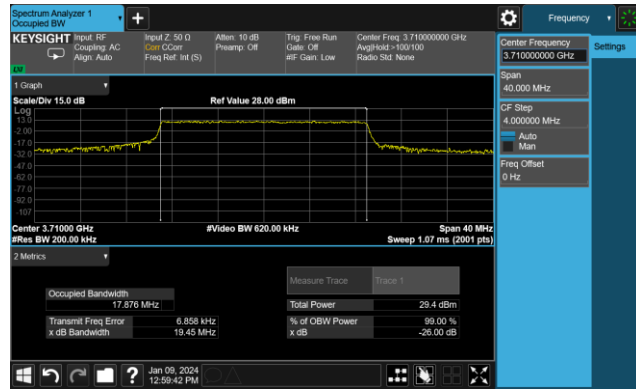 Spectrum Analyzer 1
Occupied BW
+
Frequency
KEYSIGHT
Input: RF
Coupling: AC
Align: Auto
Input Z: 50 Ω
Corr CCorr
Freq Ref: Int (S)
Atten: 10 dB
Preamp: Off
Trig: Free Run
Gate: Off
#IF Gain: Low
Center Freq: 3.710000000 GHz
Avg|Hold:>100/100
Radio Std: None
Center Frequency
3.710000000 GHz
Settings
Span
40.000 MHz
CF Step
4.000000 MHz
Auto
Man
Freq Offset
0 Hz
1 Graph
Scale/Div 15.0 dB
Ref Value 28.00 dBm
Log
13.0
-2.00
-17.0
-32.0
-47.0
-62.0
-77.0
-92.0
-107
Center 3.71000 GHz
#Video BW 620.00 kHz
Span 40 MHz
#Res BW 200.00 kHz
Sweep 1.07 ms (2001 pts)
2 Metrics
Measure Trace
Trace 1
Occupied Bandwidth
17.876 MHz
Total Power
29.4 dBm
Transmit Freq Error
6.858 kHz
% of OBW Power
99.00 %
x dB Bandwidth
19.45 MHz
x dB
-26.00 dB
?
Jan 09, 2024
12:59:42 PM